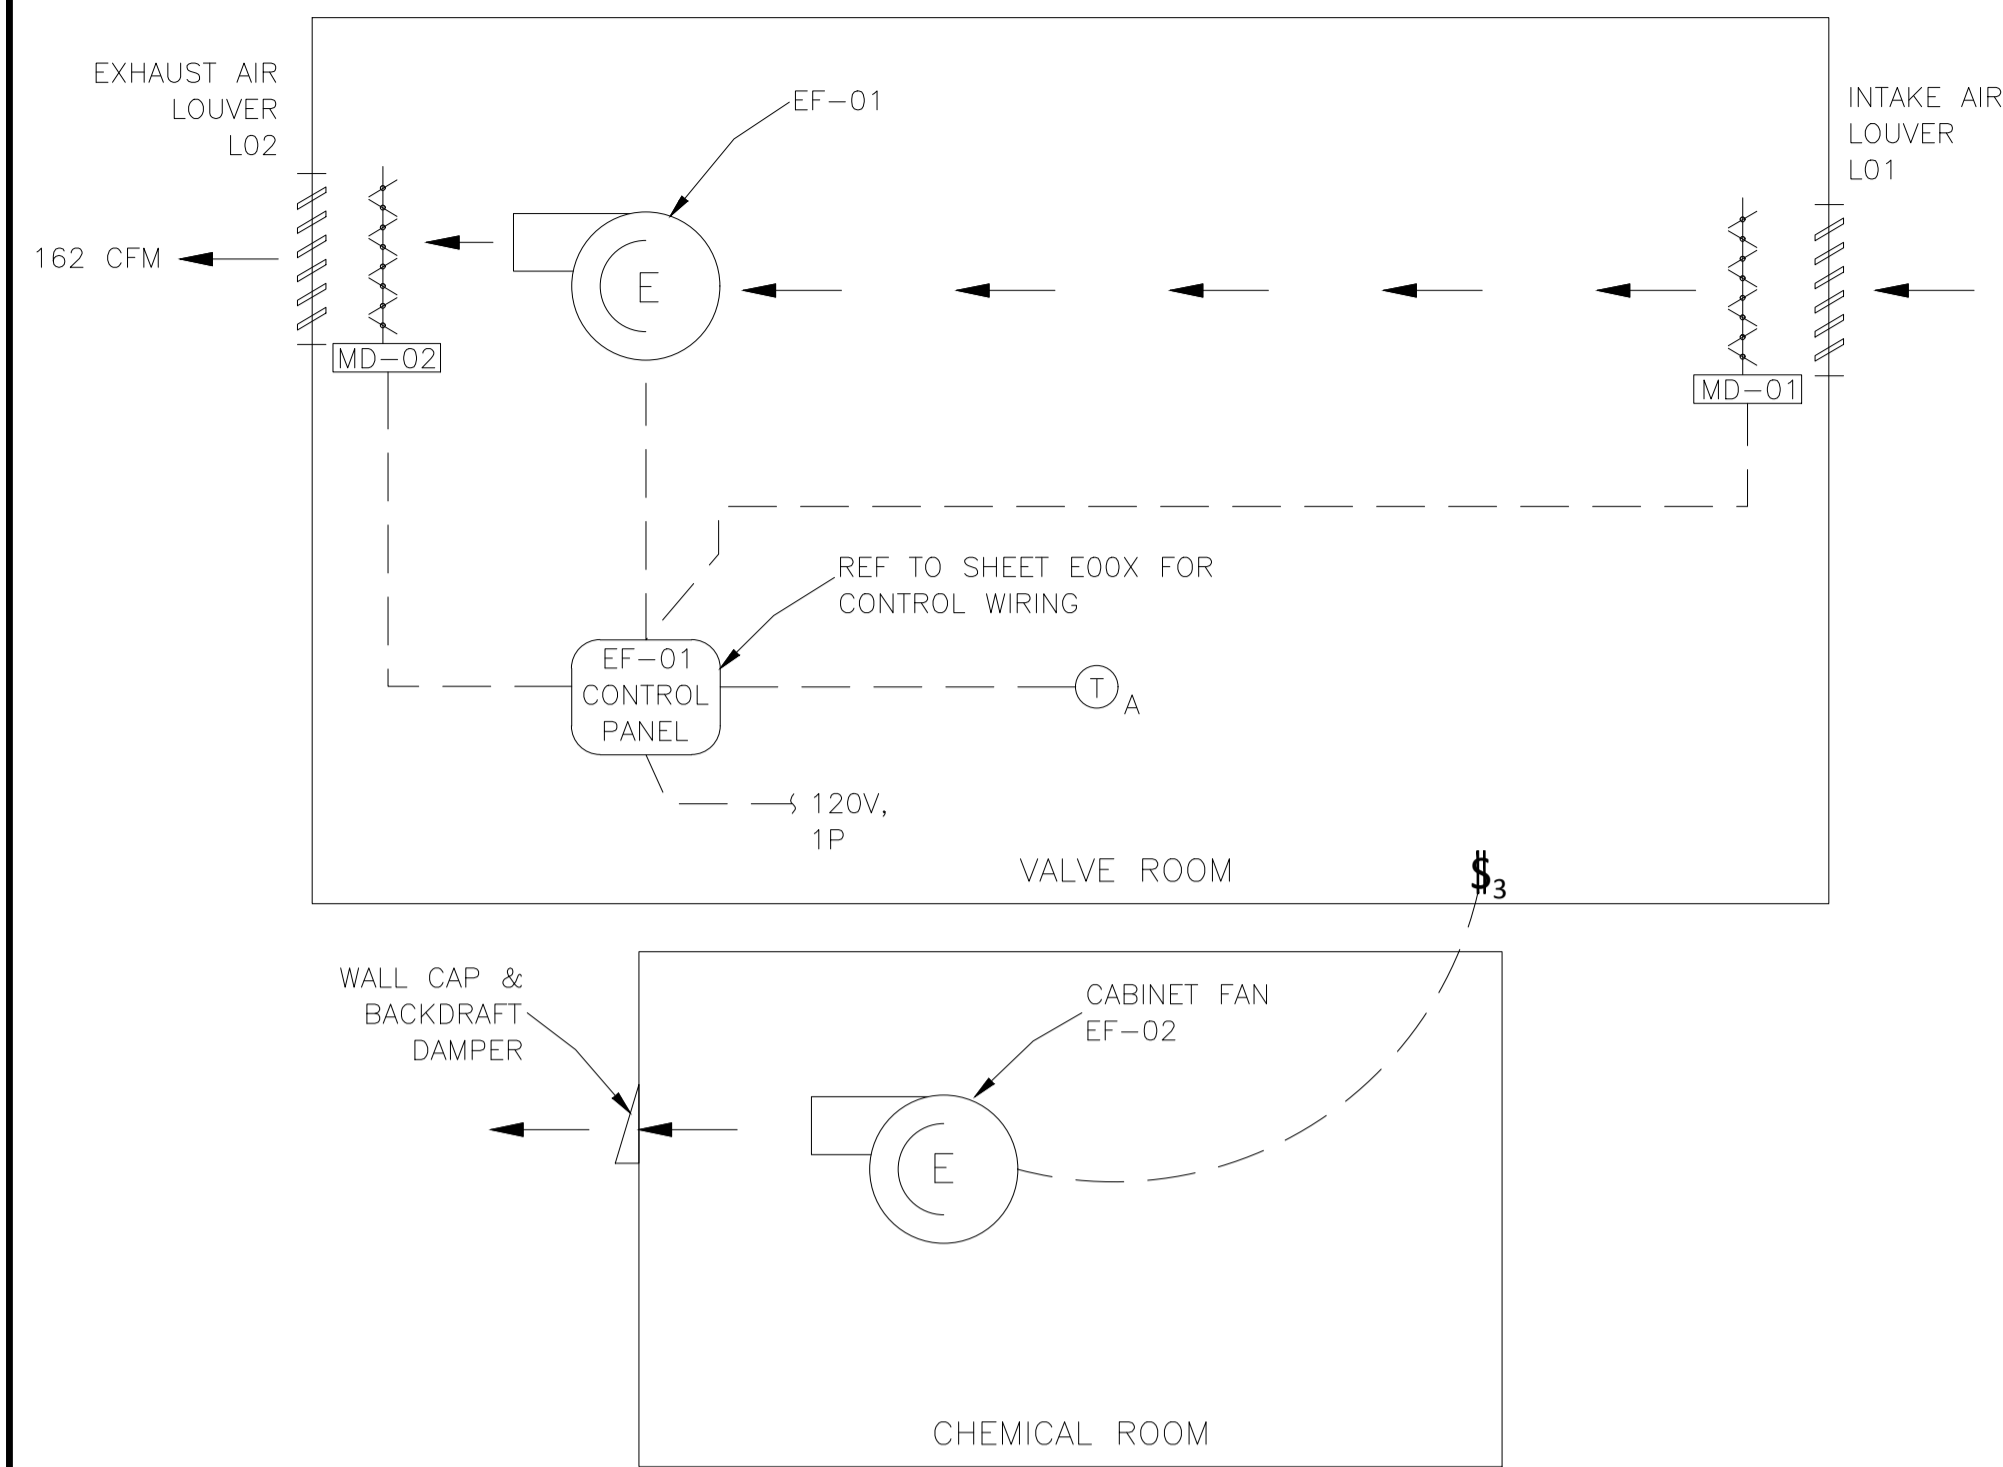 EXHAUST AIR
LOUVER
L02
EF-01
INTAKE AIR
LOUVER
L01
162 CFM
E
MD-02
MD-01
REF TO SHEET E00X FOR
CONTROL WIRING
EF-01
CONTROL
PANEL
T
A
120V,
1P
VALVE ROOM
$3
WALL CAP &
BACKDRAFT
DAMPER
CABINET FAN
EF-02
E
CHEMICAL ROOM